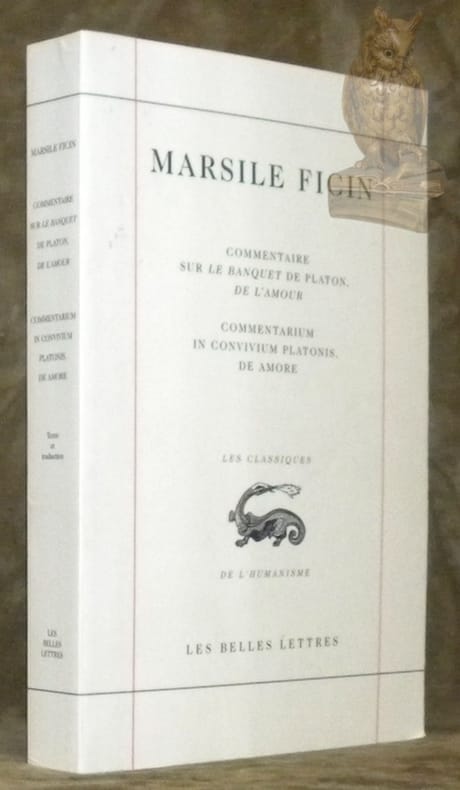 MARSILE FICIN
COMMENTAIRE
SUR LE BANQUET DE PLATON,
DE L'AMOUR
COMMENTARIUM
IN CONVIVIUM PLATONIS,
DE AMORE
LES CLASSIQUES
DE L'HUMANISME
LES BELLES LETTRES
MARSILE FICIN
COMMENTAIRE
SUR LE BANQUET
DE PLATON,
DE L'AMOUR
COMMENTARIUM
IN CONVIVIUM
PLATONIS,
DE AMORE
Texte
et
traduction
LES
BELLES
LETTRES